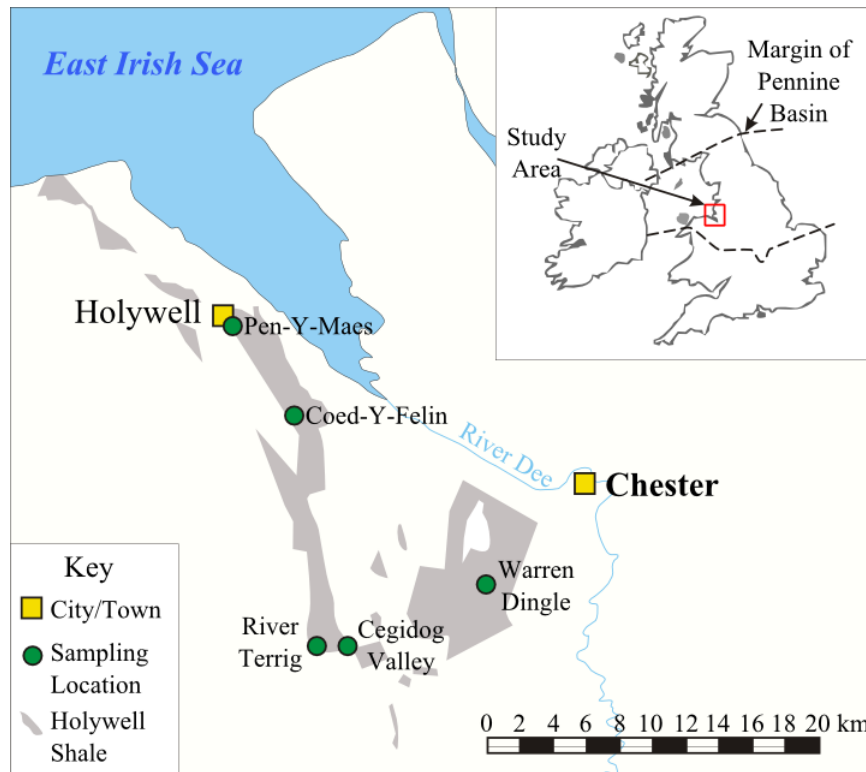 East Irish Sea
Margin of
Pennine
Basin
Study
Area
Holywell
Pen-Y-Maes
Coed-Y-Felin
River Dee
Chester
Warren
Dingle
River
Terrig
Cegidog
Valley
Key
City/Town
Sampling
Location
Holywell
Shale
0 2 4 6 8 10 12 14 16 18 20 km